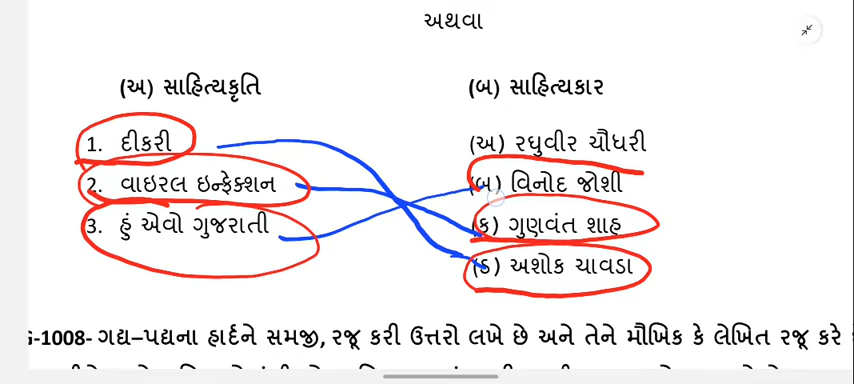 અથવા
(અ) સાહિત્યકૃતિ (બ) સાહિત્યકાર
1. દીકરી (અ) રઘુવીર ચૌધરી
2. વાઇરલ ઇન્ફેક્શન (બ) વિનોદ જોશી
3. હું એવો ગુજરાતી (ક) ગુણવંત શાહ
(ડ) અશોક ચાવડા
-1008- ગદ્ય–પદ્યના હાર્દને સમજી, રજૂ કરી ઉત્તરો લખે છે અને તેને મૌખિક કે લેખિત રજૂ કરે